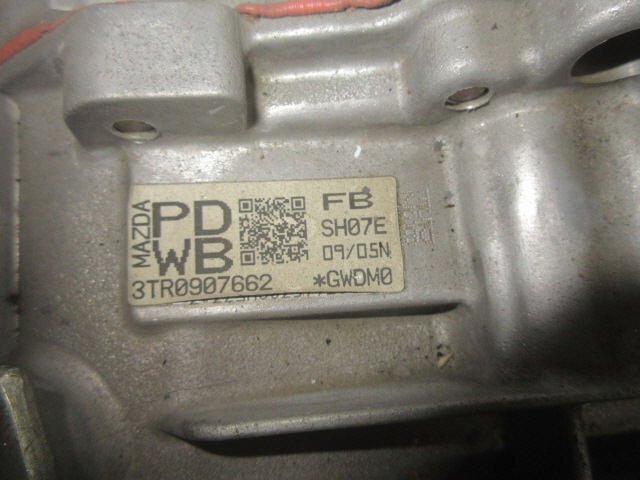 MAZDA
PD
WB
3TR0907662
FB
SH07E
09/05N
*GWDM0